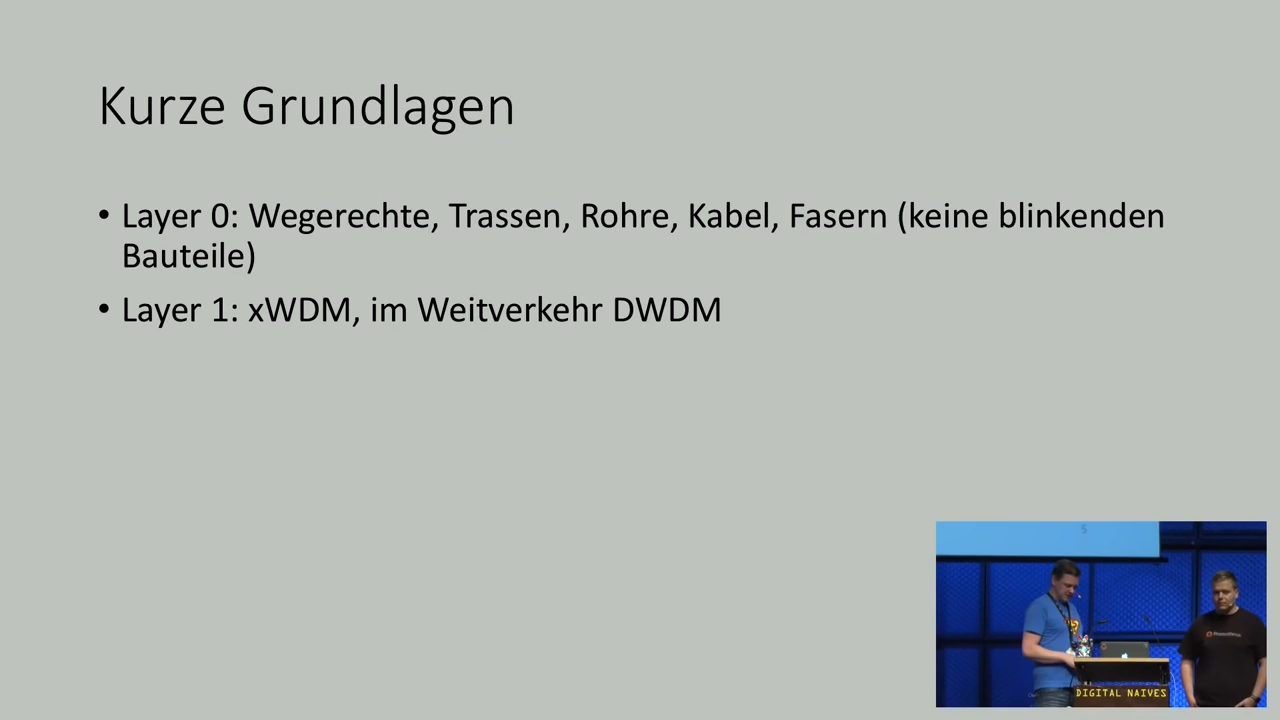 Kurze Grundlagen
• Layer 0: Wegerechte, Trassen, Rohre, Kabel, Fasern (keine blinkenden
Bauteile)
• Layer 1: xWDM, im Weitverkehr DWDM
5
DIGITAL NAIVES